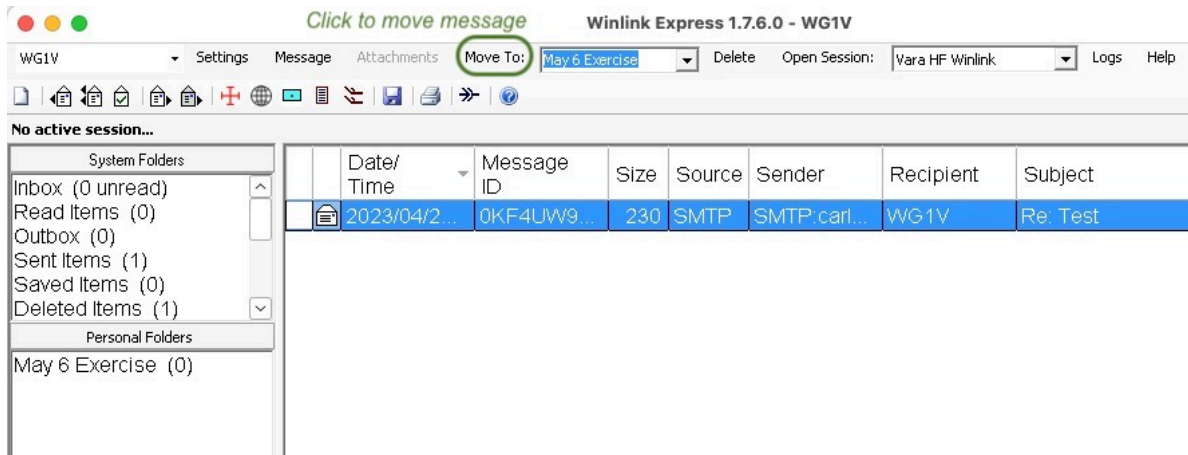 Click to move message
Winlink Express 1.7.6.0 - WG1V
WG1V Settings Message Attachments Move To: May 6 Exercise Delete Open Session: Vara HF Winlink Logs Help
No active session...
System Folders
Inbox (0 unread)
Read Items (0)
Outbox (0)
Sent Items (1)
Saved Items (0)
Deleted Items (1)
Personal Folders
May 6 Exercise (0)
Date/
Time
Message
ID
Size
Source
Sender
Recipient
Subject
2023/04/2... 0KF4UW9... 230 SMTP SMTP:carl... WG1V Re: Test